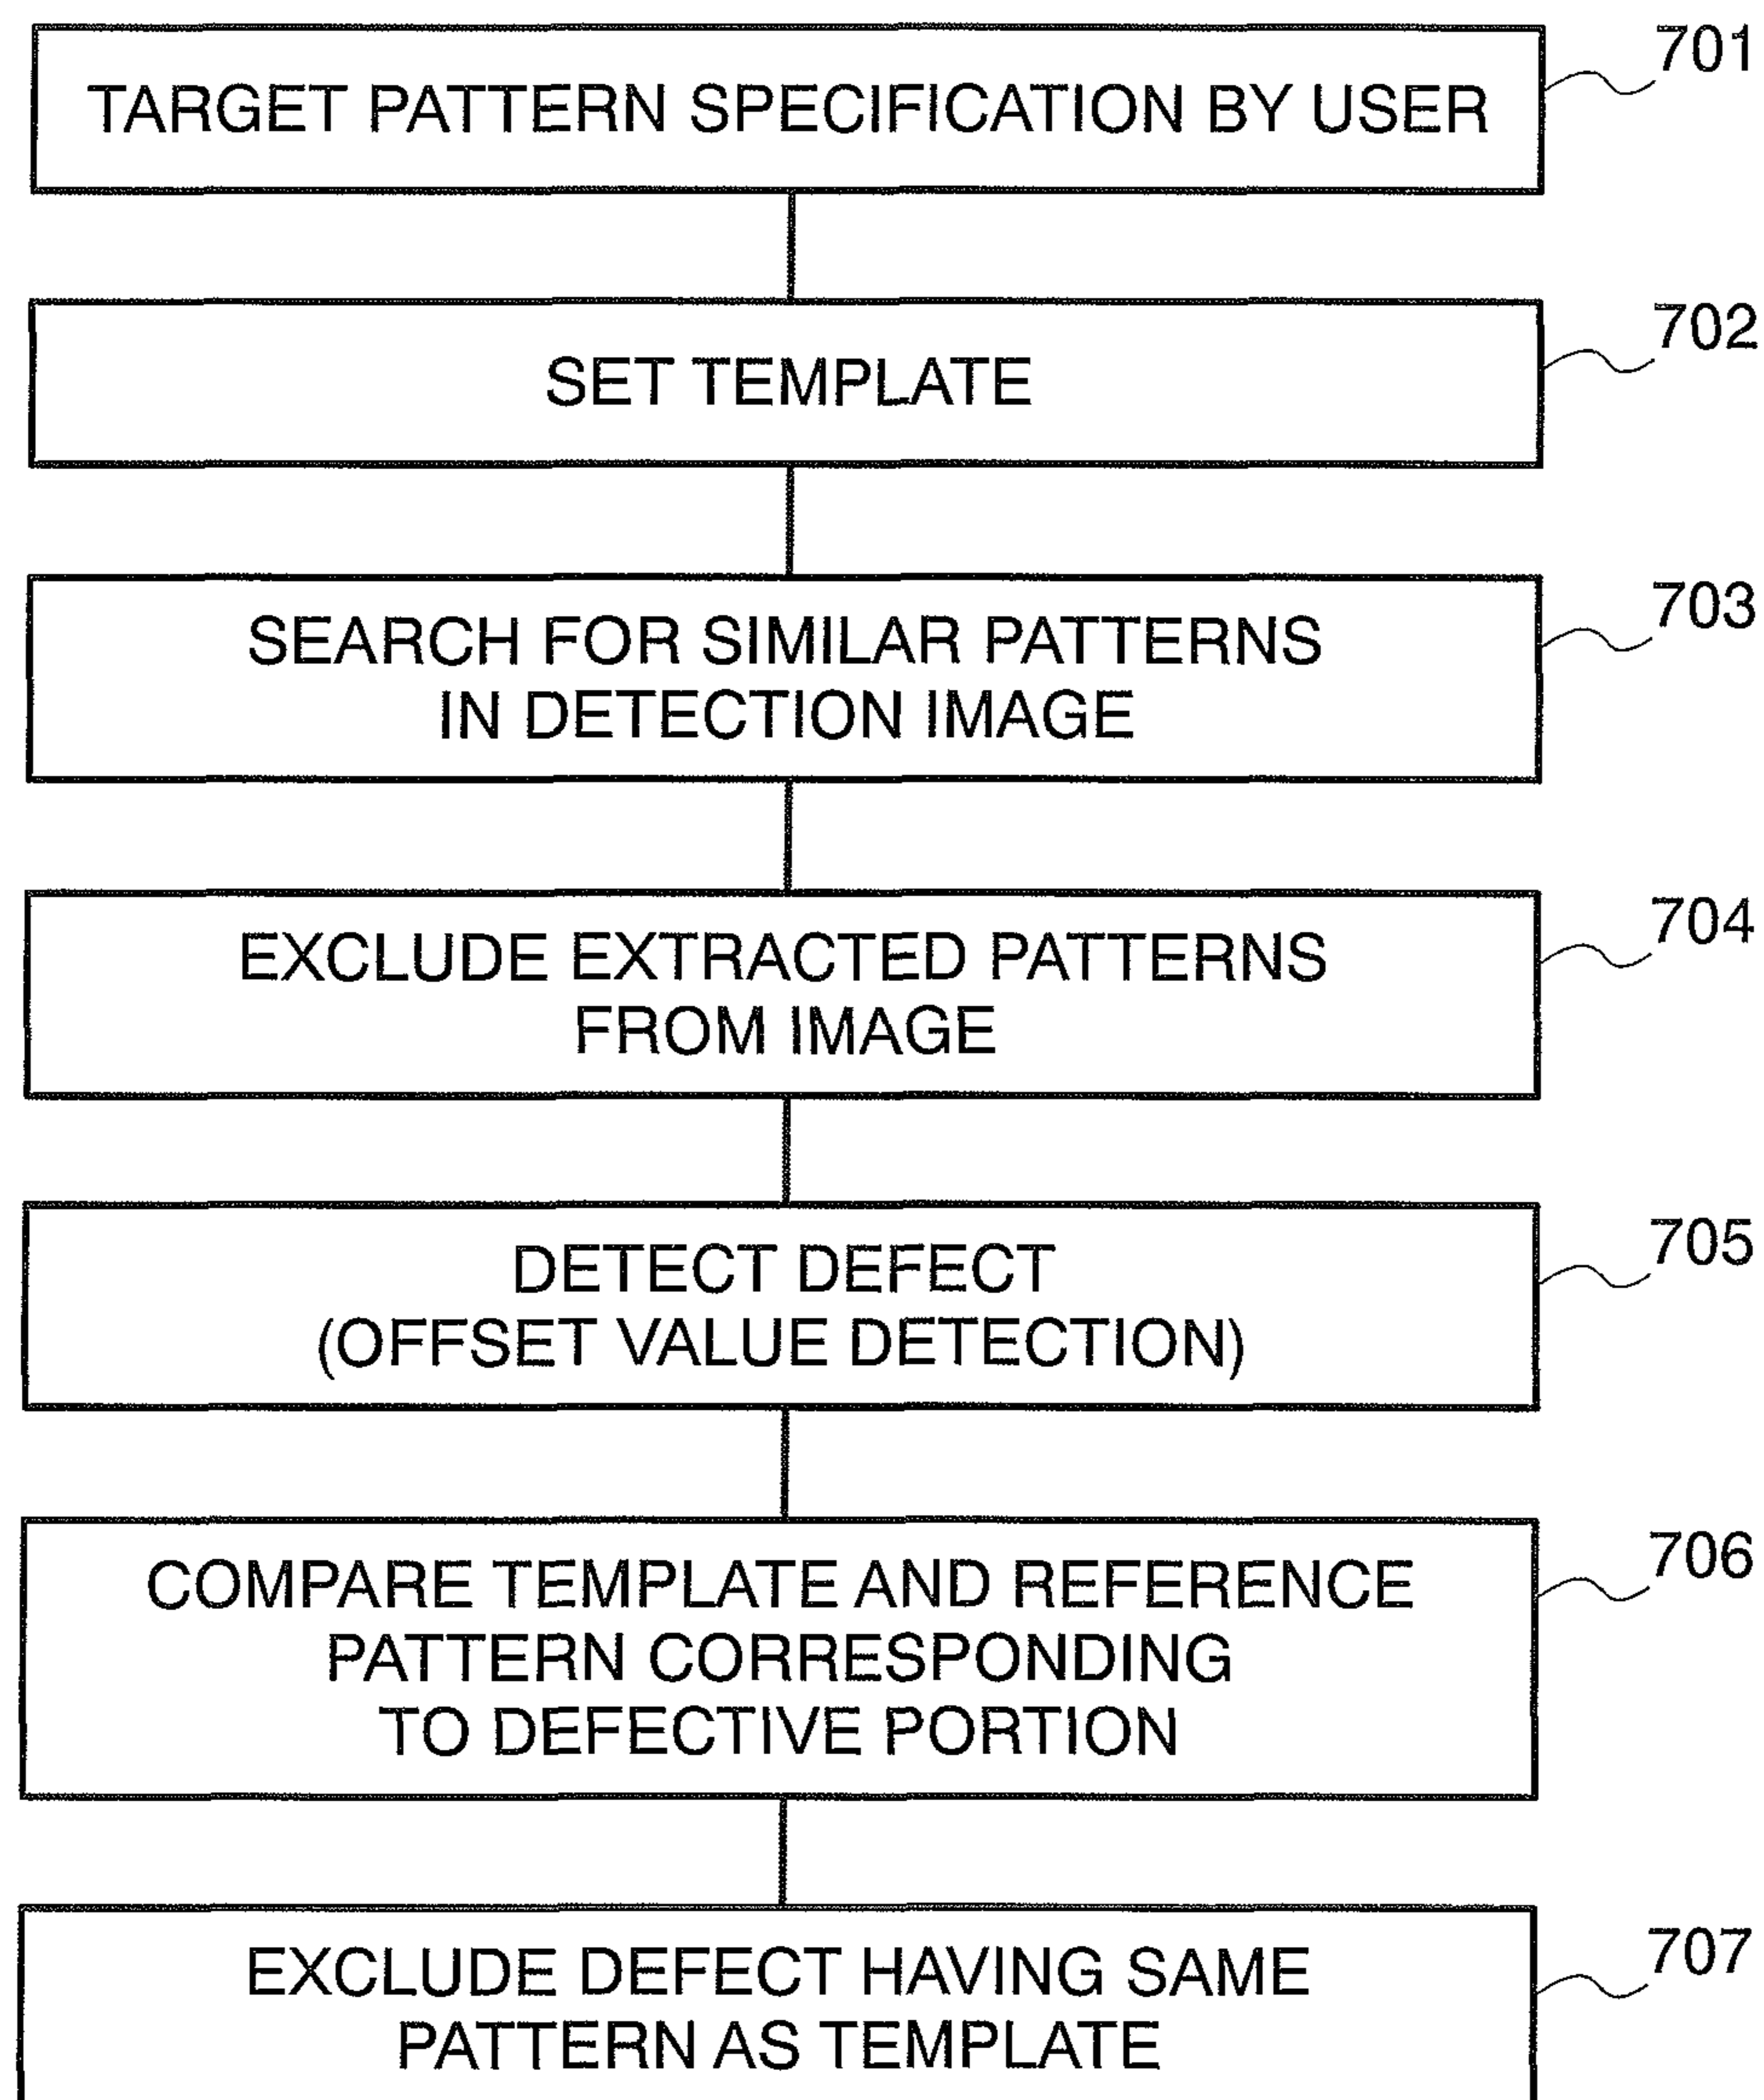 TARGET PATTERN SPECIFICATION BY USER
701
SET TEMPLATE
702
SEARCH FOR SIMILAR PATTERNS
IN DETECTION IMAGE
703
EXCLUDE EXTRACTED PATTERNS
FROM IMAGE
704
DETECT DEFECT
(OFFSET VALUE DETECTION)
705
COMPARE TEMPLATE AND REFERENCE
PATTERN CORRESPONDING
TO DEFECTIVE PORTION
706
EXCLUDE DEFECT HAVING SAME
PATTERN AS TEMPLATE
707